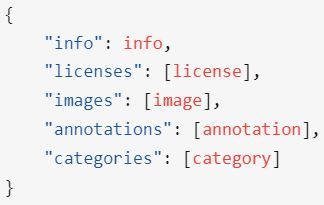 {
"info": info,
"licenses": [license],
"images": [image],
"annotations": [annotation],
"categories": [category]
}